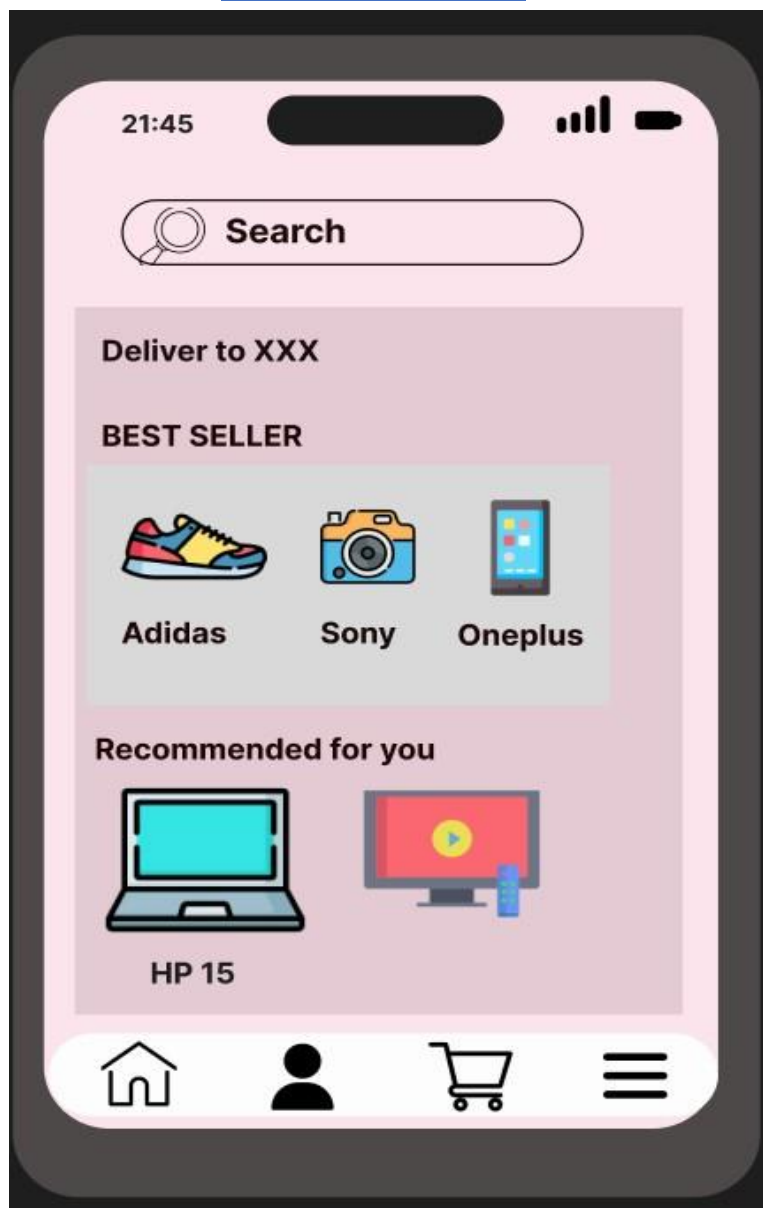 21:45
Search
Deliver to XXX
BEST SELLER
Adidas Sony Oneplus
Recommended for you
HP 15